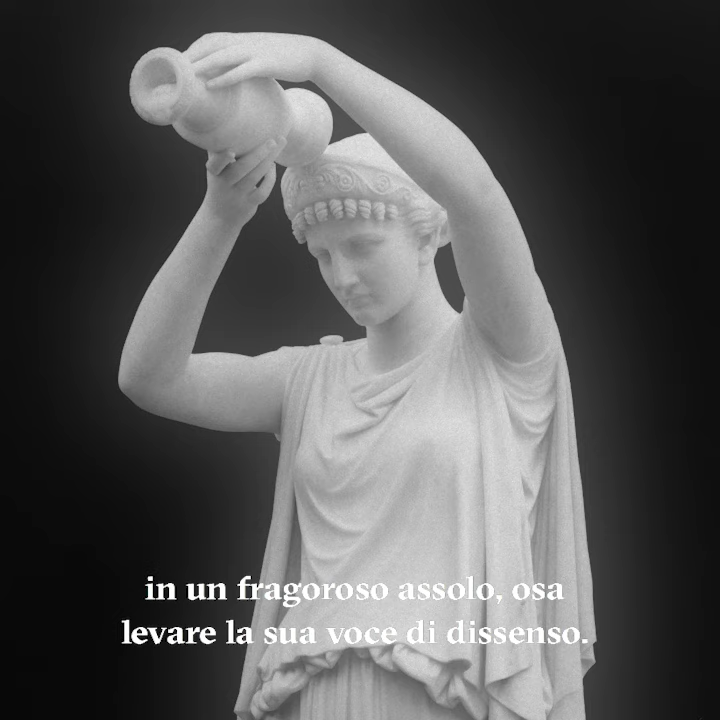 in un fragoroso assolo, osa
levare la sua voce di dissenso.